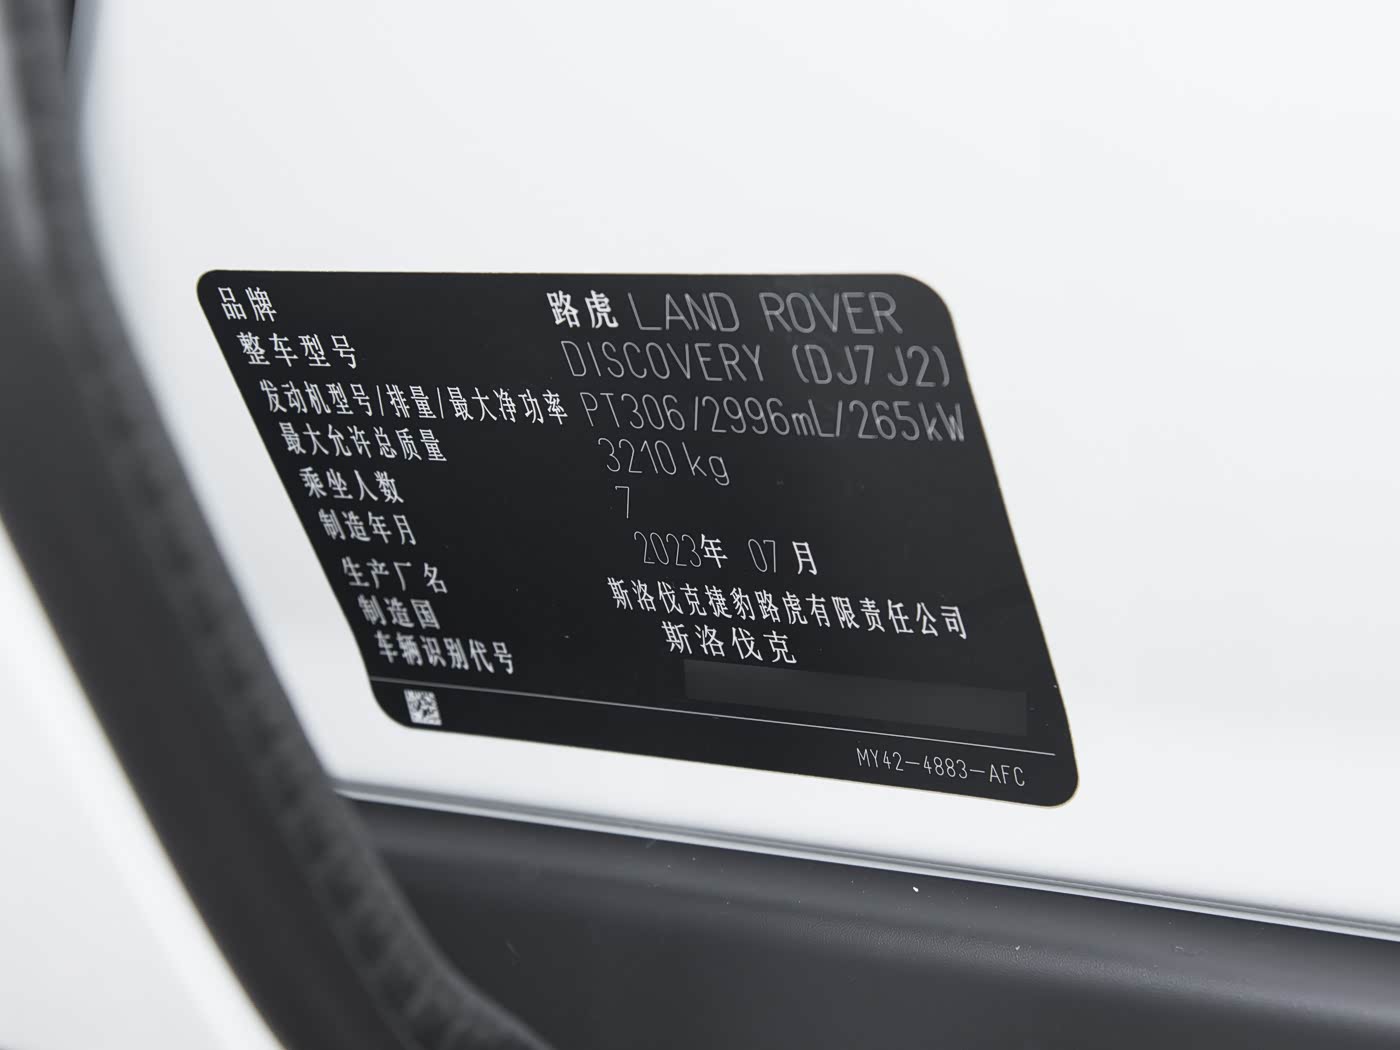 品牌 路虎 LAND ROVER
整车型号 DISCOVERY (DJ7J2)
发动机型号/排量/最大净功率 PT306/2996mL/265kW
最大允许总质量 3210 kg
乘坐人数 7
制造年月 2023年 07 月
生产厂名 斯洛伐克捷豹路虎有限责任公司
制造国 斯洛伐克
车辆识别代号
MY42-4883-AFC